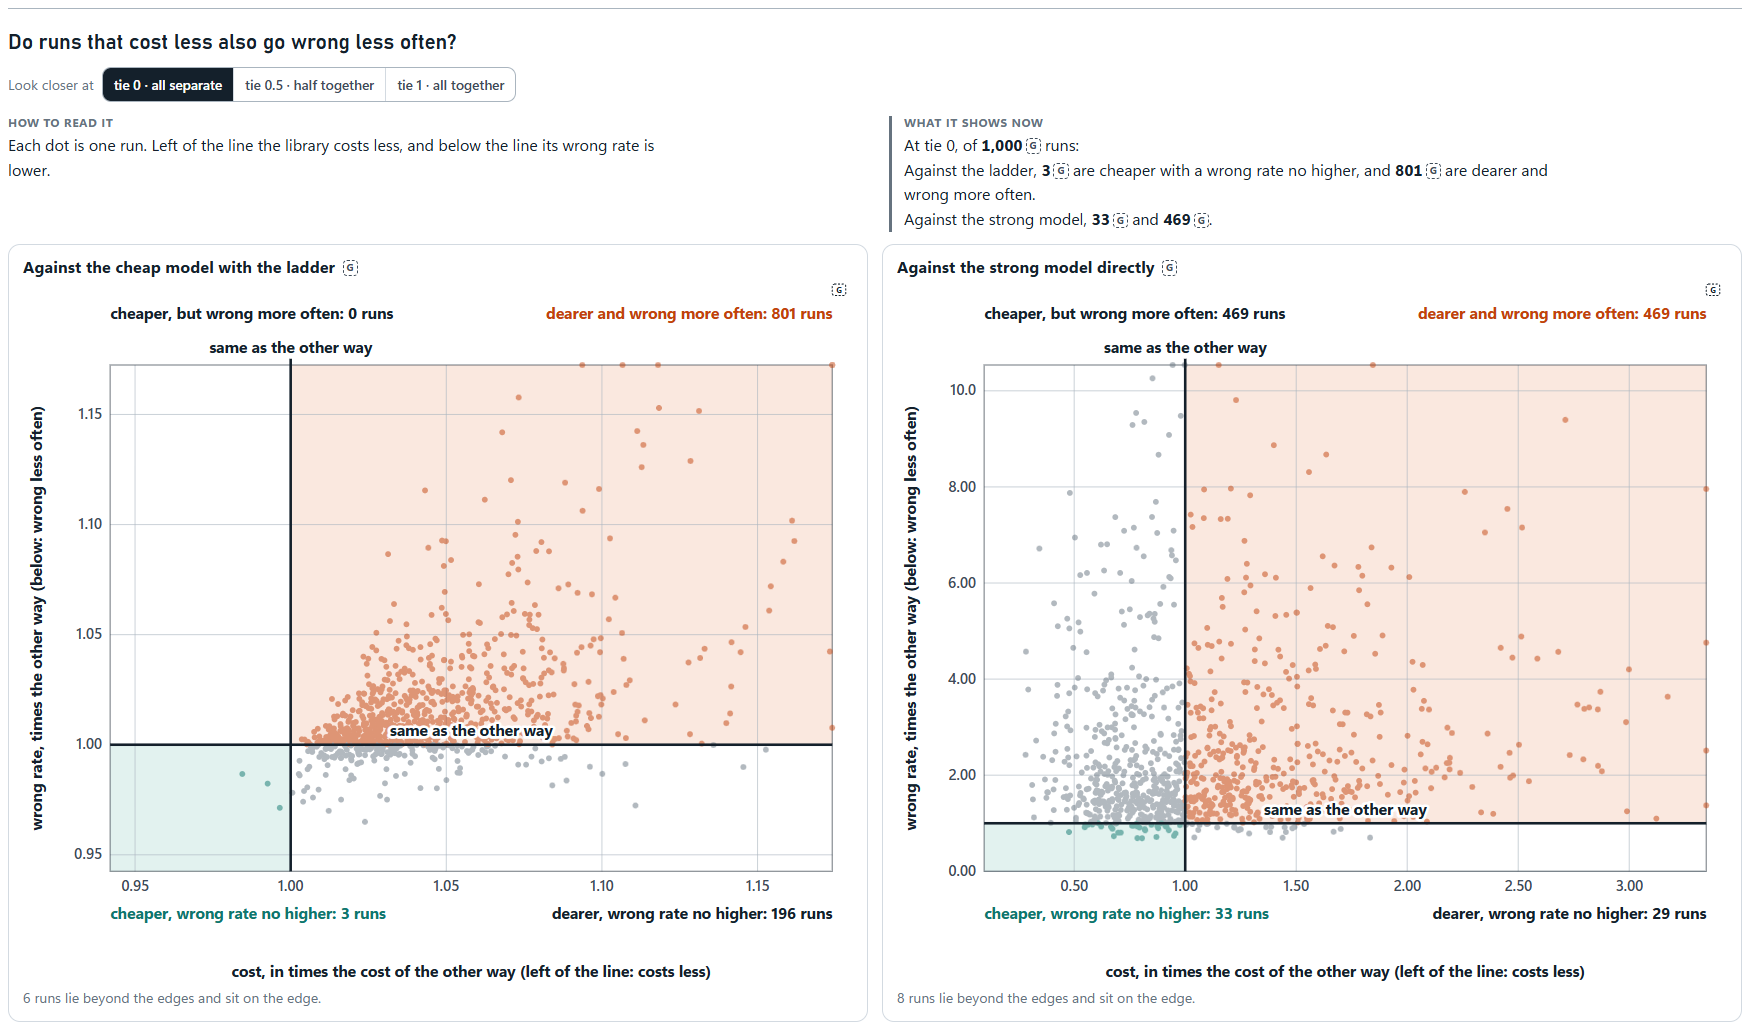 Do runs that cost less also go wrong less often?
Look closer at
tie 0 · all separate
tie 0.5 · half together
tie 1 · all together
HOW TO READ IT
Each dot is one run. Left of the line the library costs less, and below the line its wrong rate is
lower.
WHAT IT SHOWS NOW
At tie 0, of 1,000 G runs:
Against the ladder, 3 G are cheaper with a wrong rate no higher, and 801 G are dearer and
wrong more often.
Against the strong model, 33 G and 469 G.
Against the cheap model with the ladder G
G
cheaper, but wrong more often: 0 runs
dearer and wrong more often: 801 runs
same as the other way
wrong rate, times the other way (below: wrong less often)
1.15
1.10
1.05
1.00
0.95
same as the other way
0.95
1.00
1.05
1.10
1.15
cheaper, wrong rate no higher: 3 runs
dearer, wrong rate no higher: 196 runs
cost, in times the cost of the other way (left of the line: costs less)
6 runs lie beyond the edges and sit on the edge.
Against the strong model directly G
G
cheaper, but wrong more often: 469 runs
dearer and wrong more often: 469 runs
same as the other way
wrong rate, times the other way (below: wrong less often)
10.0
8.00
6.00
4.00
2.00
0.00
same as the other way
0.50
1.00
1.50
2.00
2.50
3.00
cheaper, wrong rate no higher: 33 runs
dearer, wrong rate no higher: 29 runs
cost, in times the cost of the other way (left of the line: costs less)
8 runs lie beyond the edges and sit on the edge.